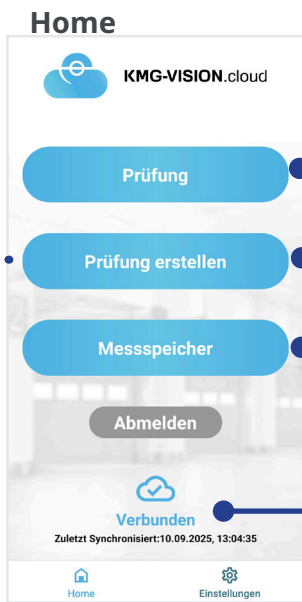 Home
KMG-VISION.cloud
Prüfung
Prüfung erstellen
Messspeicher
Abmelden
Verbunden
Zuletzt Synchronisiert:10.09.2025, 13:04:35
Home Einstellungen